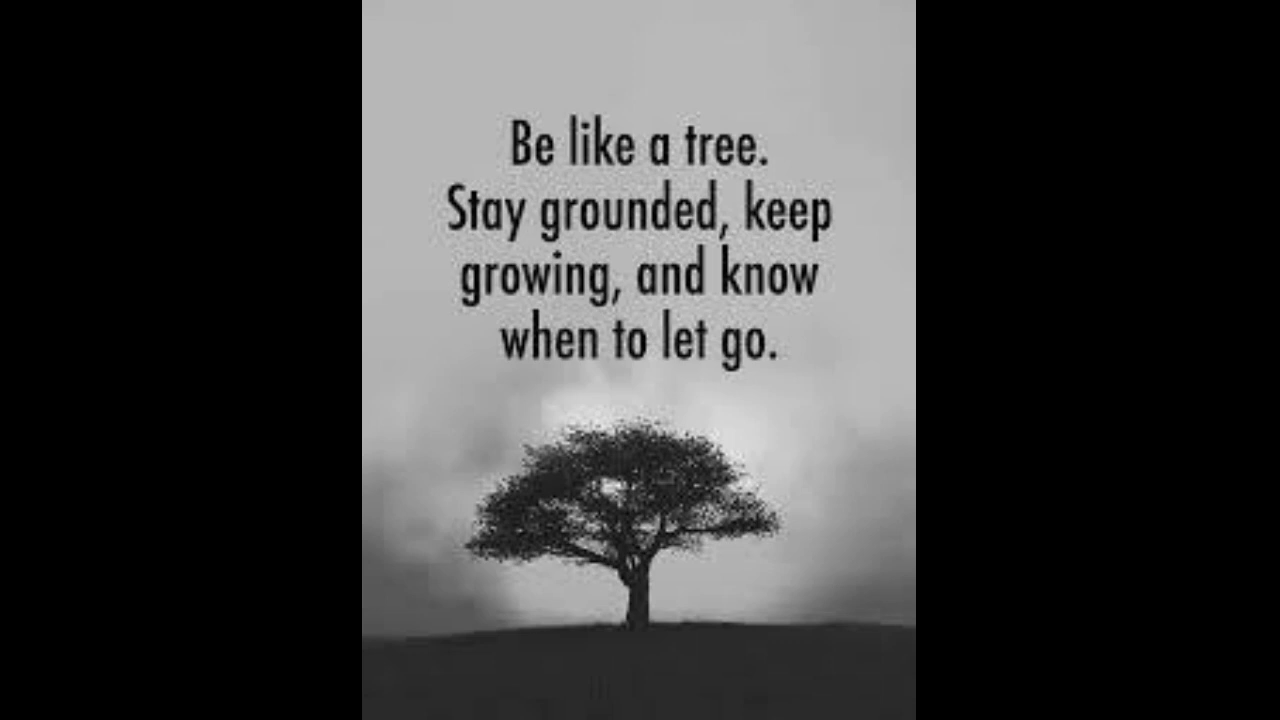 Be like a tree.
Stay grounded, keep
growing, and know
when to let go.